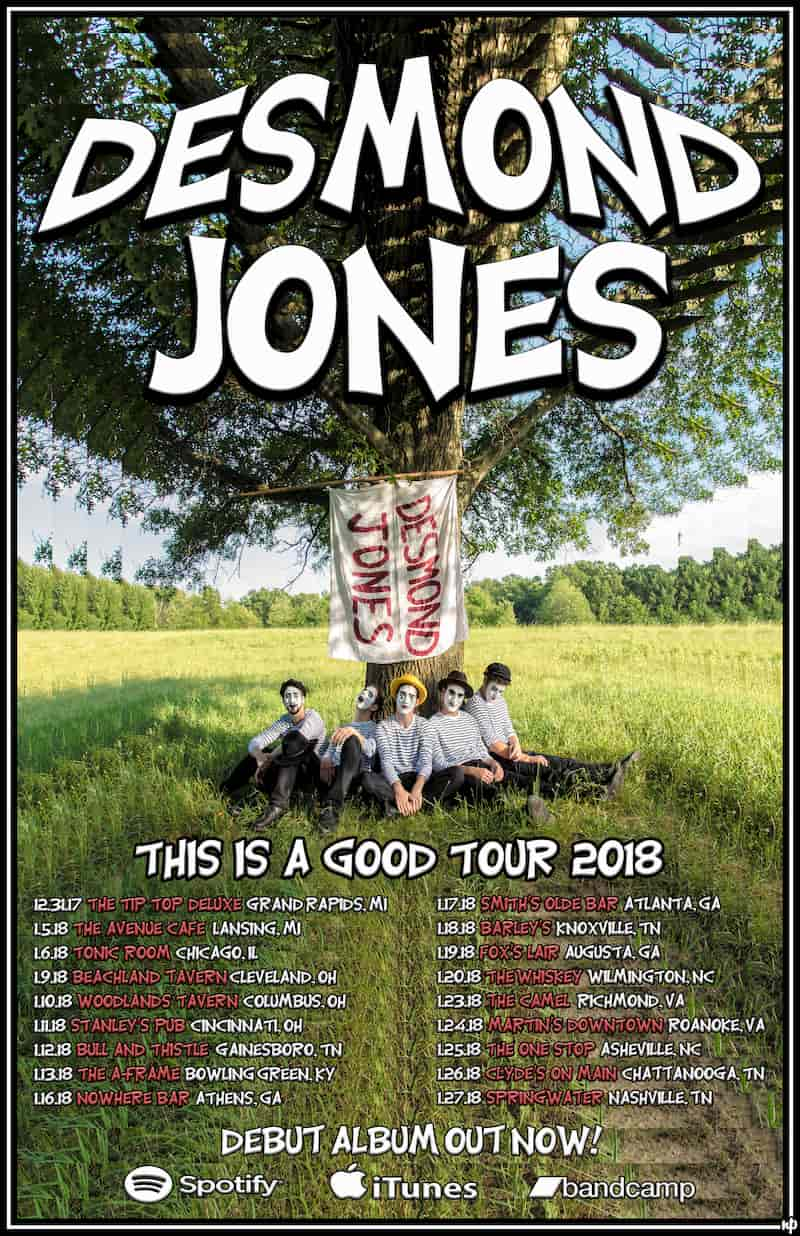 DESMOND
JONES
DESMOND
JONES
THIS IS A GOOD TOUR 2018
12.31.17 THE TIP TOP DELUXE GRAND RAPIDS, MI
1.5.18 THE AVENUE CAFE LANSING, MI
1.6.18 TONIC ROOM CHICAGO, IL
1.9.18 BEACHLAND TAVERN CLEVELAND, OH
1.10.18 WOODLANDS TAVERN COLUMBUS, OH
1.11.18 STANLEY'S PUB CINCINNATI, OH
1.12.18 BULL AND THISTLE GAINESBORO, TN
1.13.18 THE A-FRAME BOWLING GREEN, KY
1.16.18 NOWHERE BAR ATHENS, GA
1.17.18 SMITH'S OLDE BAR ATLANTA, GA
1.18.18 BARLEY'S KNOXVILLE, TN
1.19.18 FOX'S LAIR AUGUSTA, GA
1.20.18 THE WHISKEY WILMINGTON, NC
1.23.18 THE CAMEL RICHMOND, VA
1.24.18 MARTIN'S DOWNTOWN ROANOKE, VA
1.25.18 THE ONE STOP ASHEVILLE, NC
1.26.18 CLYDE'S ON MAIN CHATTANOOGA, TN
1.27.18 SPRINGWATER NASHVILLE, TN
DEBUT ALBUM OUT NOW!
Spotify iTunes bandcamp